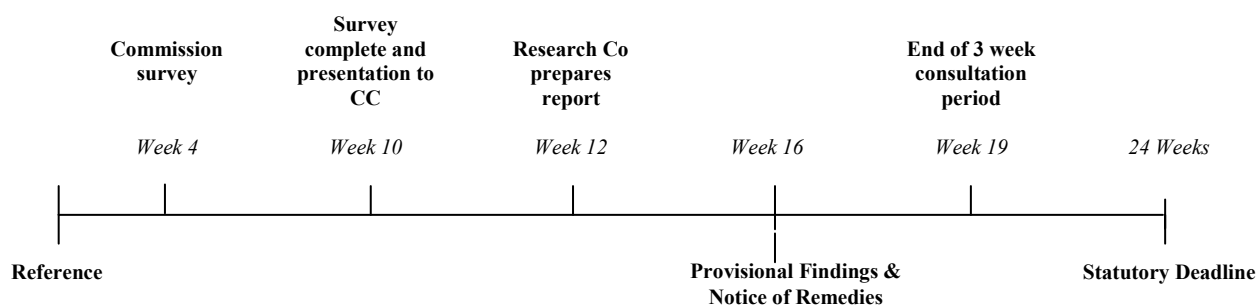 Commission
survey
Survey
complete and
presentation to
CC
Research Co
prepares
report
End of 3 week
consultation
period
Week 4
Week 10
Week 12
Week 16
Week 19
24 Weeks
Reference
Provisional Findings &
Notice of Remedies
Statutory Deadline